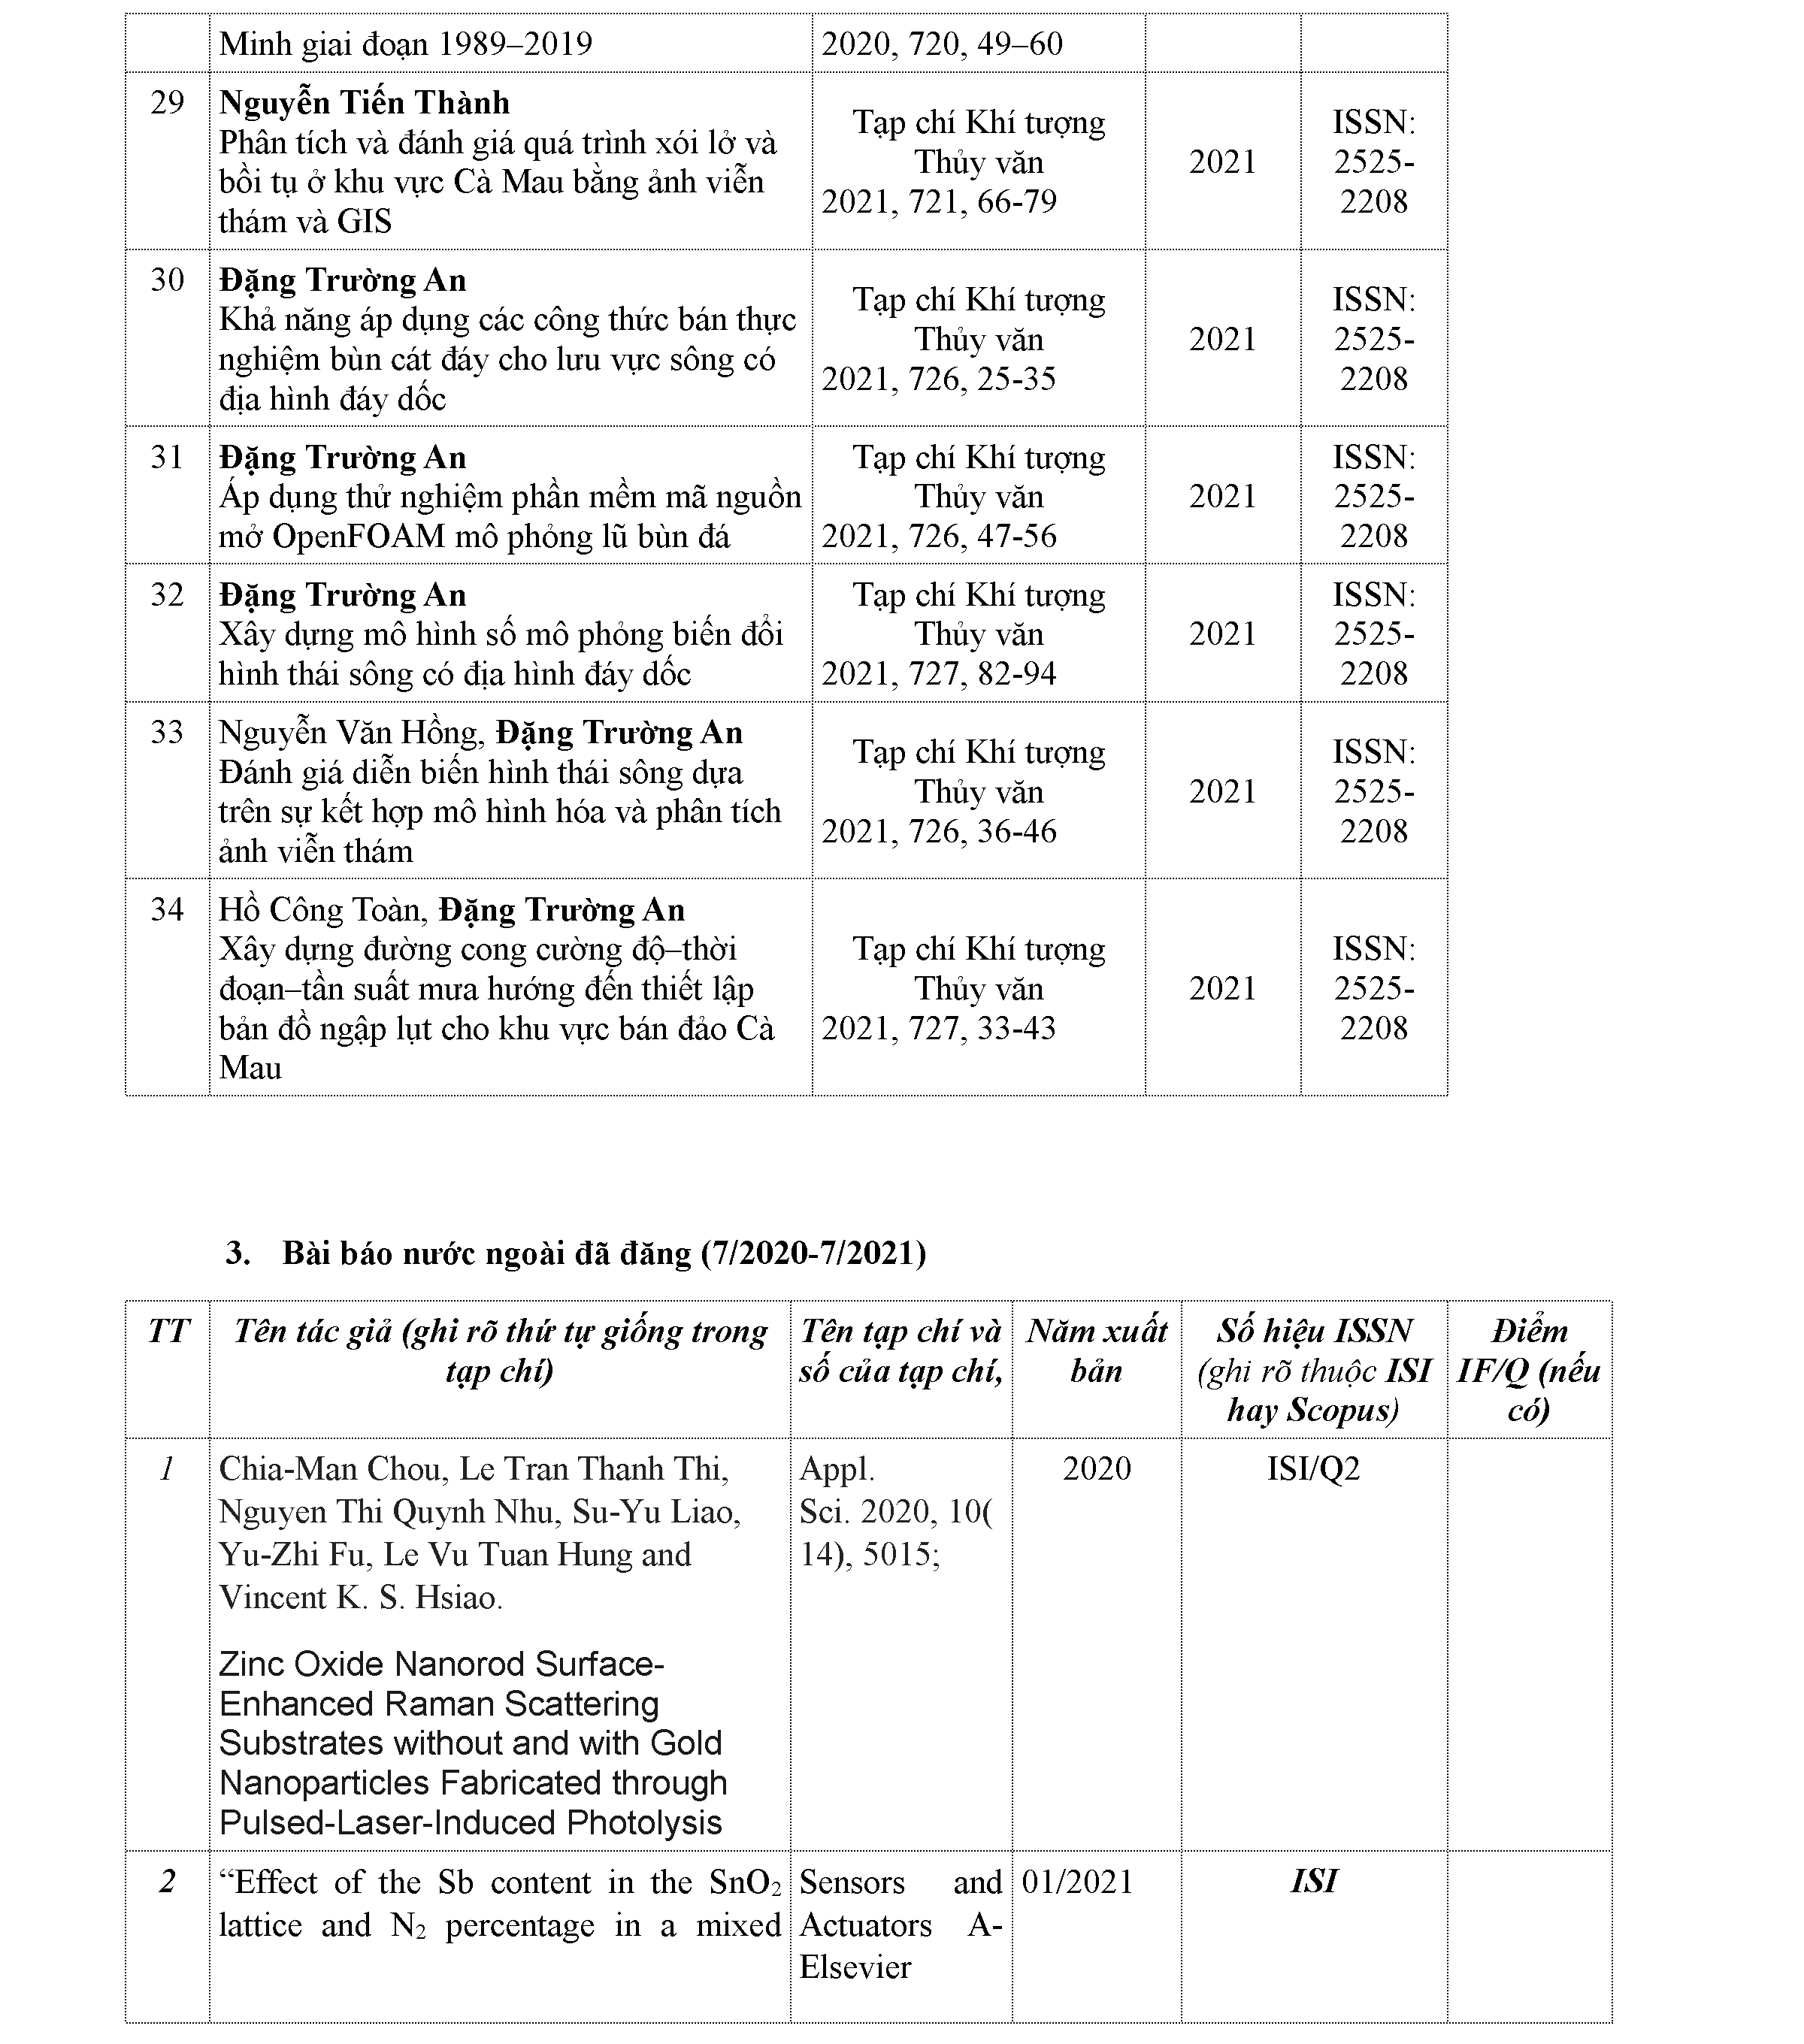 Minh giai đoạn 1989–2019
2020, 720, 49–60
29
Nguyễn Tiến Thành
Phân tích và đánh giá quá trình xói lở và
bồi tụ ở khu vực Cà Mau bằng ảnh viễn
thám và GIS
Tạp chí Khí tượng
Thủy văn
2021, 721, 66-79
2021
ISSN:
2525-
2208
30
Đặng Trường An
Khả năng áp dụng các công thức bán thực
nghiệm bùn cát đáy cho lưu vực sông có
địa hình đáy dốc
Tạp chí Khí tượng
Thủy văn
2021, 726, 25-35
2021
ISSN:
2525-
2208
31
Đặng Trường An
Áp dụng thử nghiệm phần mềm mã nguồn
mở OpenFOAM mô phỏng lũ bùn đá
Tạp chí Khí tượng
Thủy văn
2021, 726, 47-56
2021
ISSN:
2525-
2208
32
Đặng Trường An
Xây dựng mô hình số mô phỏng biến đổi
hình thái sông có địa hình đáy dốc
Tạp chí Khí tượng
Thủy văn
2021, 727, 82-94
2021
ISSN:
2525-
2208
33
Nguyễn Văn Hồng, Đặng Trường An
Đánh giá diễn biến hình thái sông dựa
trên sự kết hợp mô hình hóa và phân tích
ảnh viễn thám
Tạp chí Khí tượng
Thủy văn
2021, 726, 36-46
2021
ISSN:
2525-
2208
34
Hồ Công Toàn, Đặng Trường An
Xây dựng đường cong cường độ–thời
đoạn–tần suất mưa hướng đến thiết lập
bản đồ ngập lụt cho khu vực bán đảo Cà
Mau
Tạp chí Khí tượng
Thủy văn
2021, 727, 33-43
2021
ISSN:
2525-
2208
3. Bài báo nước ngoài đã đăng (7/2020-7/2021)
TT
Tên tác giả (ghi rõ thứ tự giống trong
tạp chí)
Tên tạp chí và
số của tạp chí,
Năm xuất
bản
Số hiệu ISSN
(ghi rõ thuộc ISI
hay Scopus)
Điểm
IF/Q (nếu
có)
1
Chia-Man Chou, Le Tran Thanh Thi,
Nguyen Thi Quynh Nhu, Su-Yu Liao,
Yu-Zhi Fu, Le Vu Tuan Hung and
Vincent K. S. Hsiao.
Zinc Oxide Nanorod Surface-
Enhanced Raman Scattering
Substrates without and with Gold
Nanoparticles Fabricated through
Pulsed-Laser-Induced Photolysis
Appl.
Sci. 2020, 10(
14), 5015;
2020
ISI/Q2
2
“Effect of the Sb content in the SnO₂
lattice and N₂ percentage in a mixed
Sensors and
Actuators A-
Elsevier
01/2021
ISI